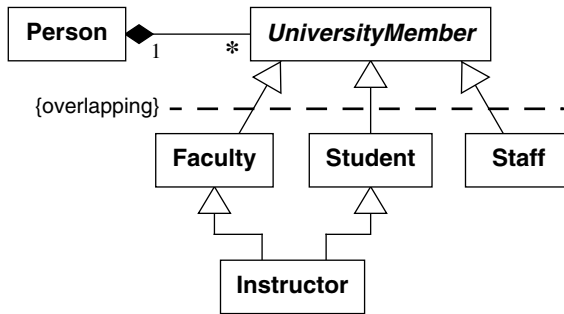 Person
UniversityMember
1
*
{overlapping}
Faculty
Student
Staff
Instructor